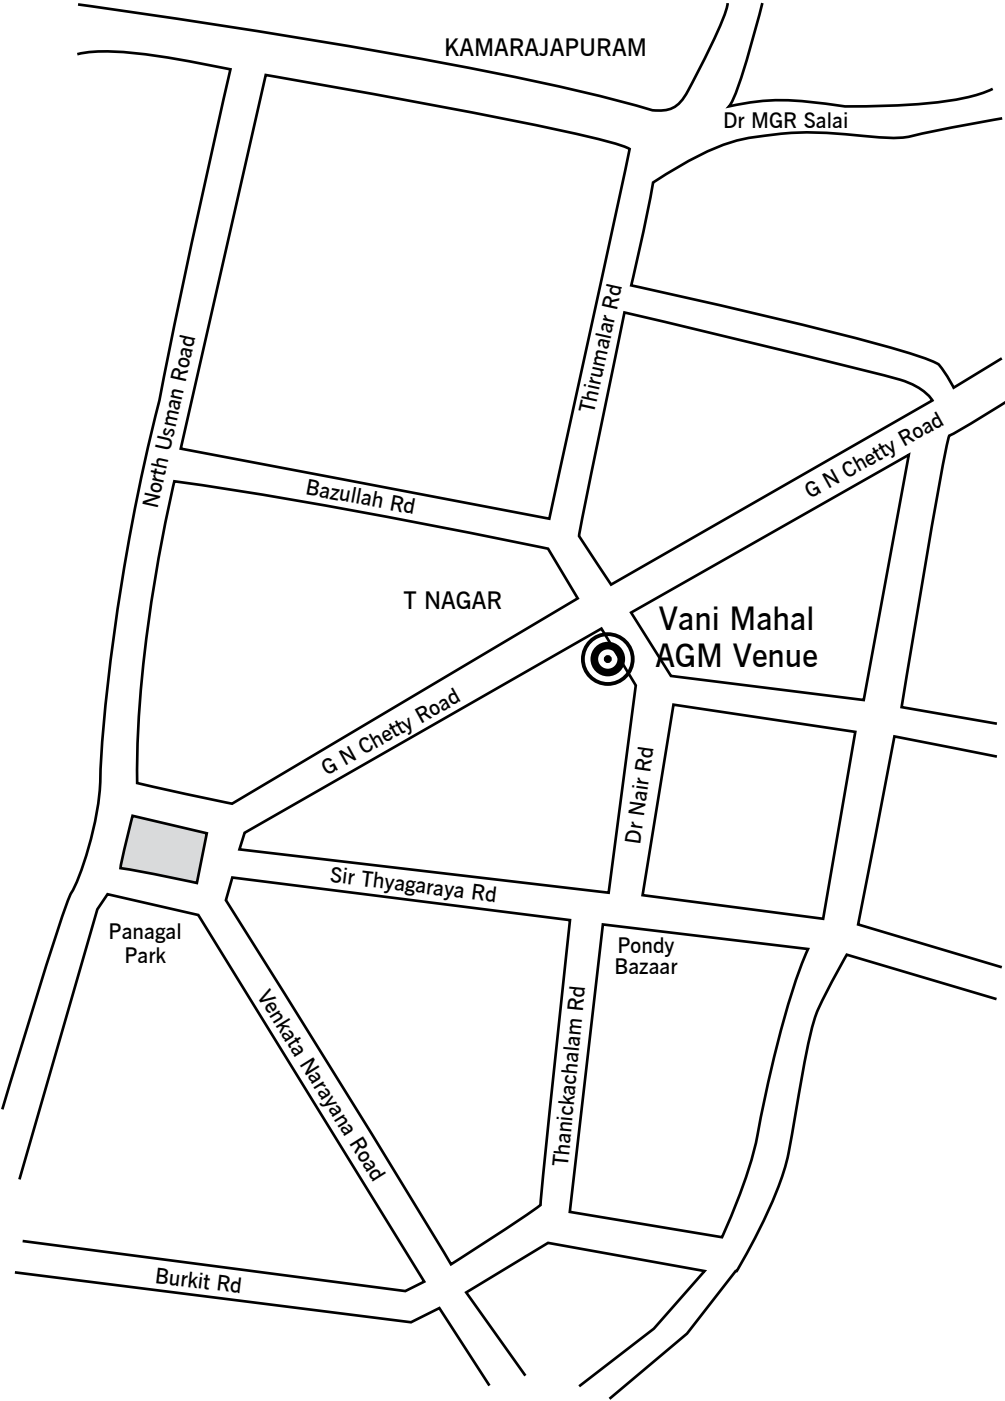 KAMARAJAPURAM
Dr MGR Salai
Thirumalar Rd
North Usman Road
G N Chetty Road
Bazullah Rd
T NAGAR
Vani Mahal
AGM Venue
G N Chetty Road
Dr Nair Rd
Sir Thyagaraya Rd
Panagal
Park
Pondy
Bazaar
Venkata Narayana Road
Thanickachalam Rd
Burkit Rd